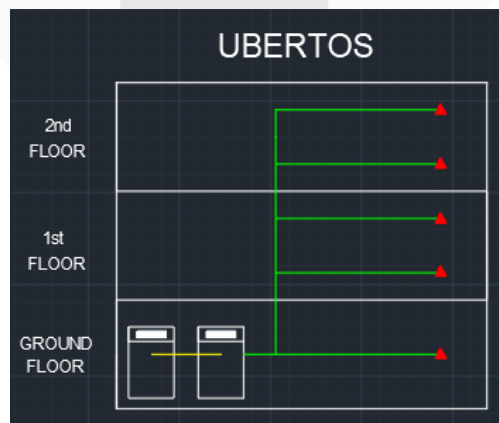 UBERTOS
2nd
FLOOR
1st
FLOOR
GROUND
FLOOR